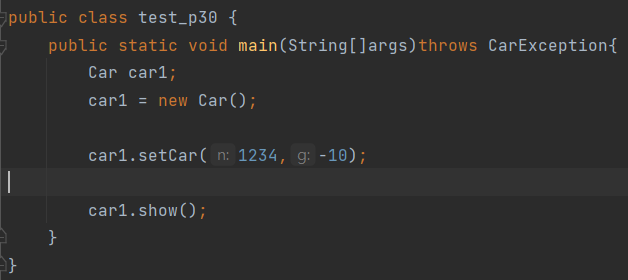 public class test_p30 {
public static void main(String[]args)throws CarException{
Car car1;
car1 = new Car();
car1.setCar( n: 1234, g: -10);
car1.show();
}
}